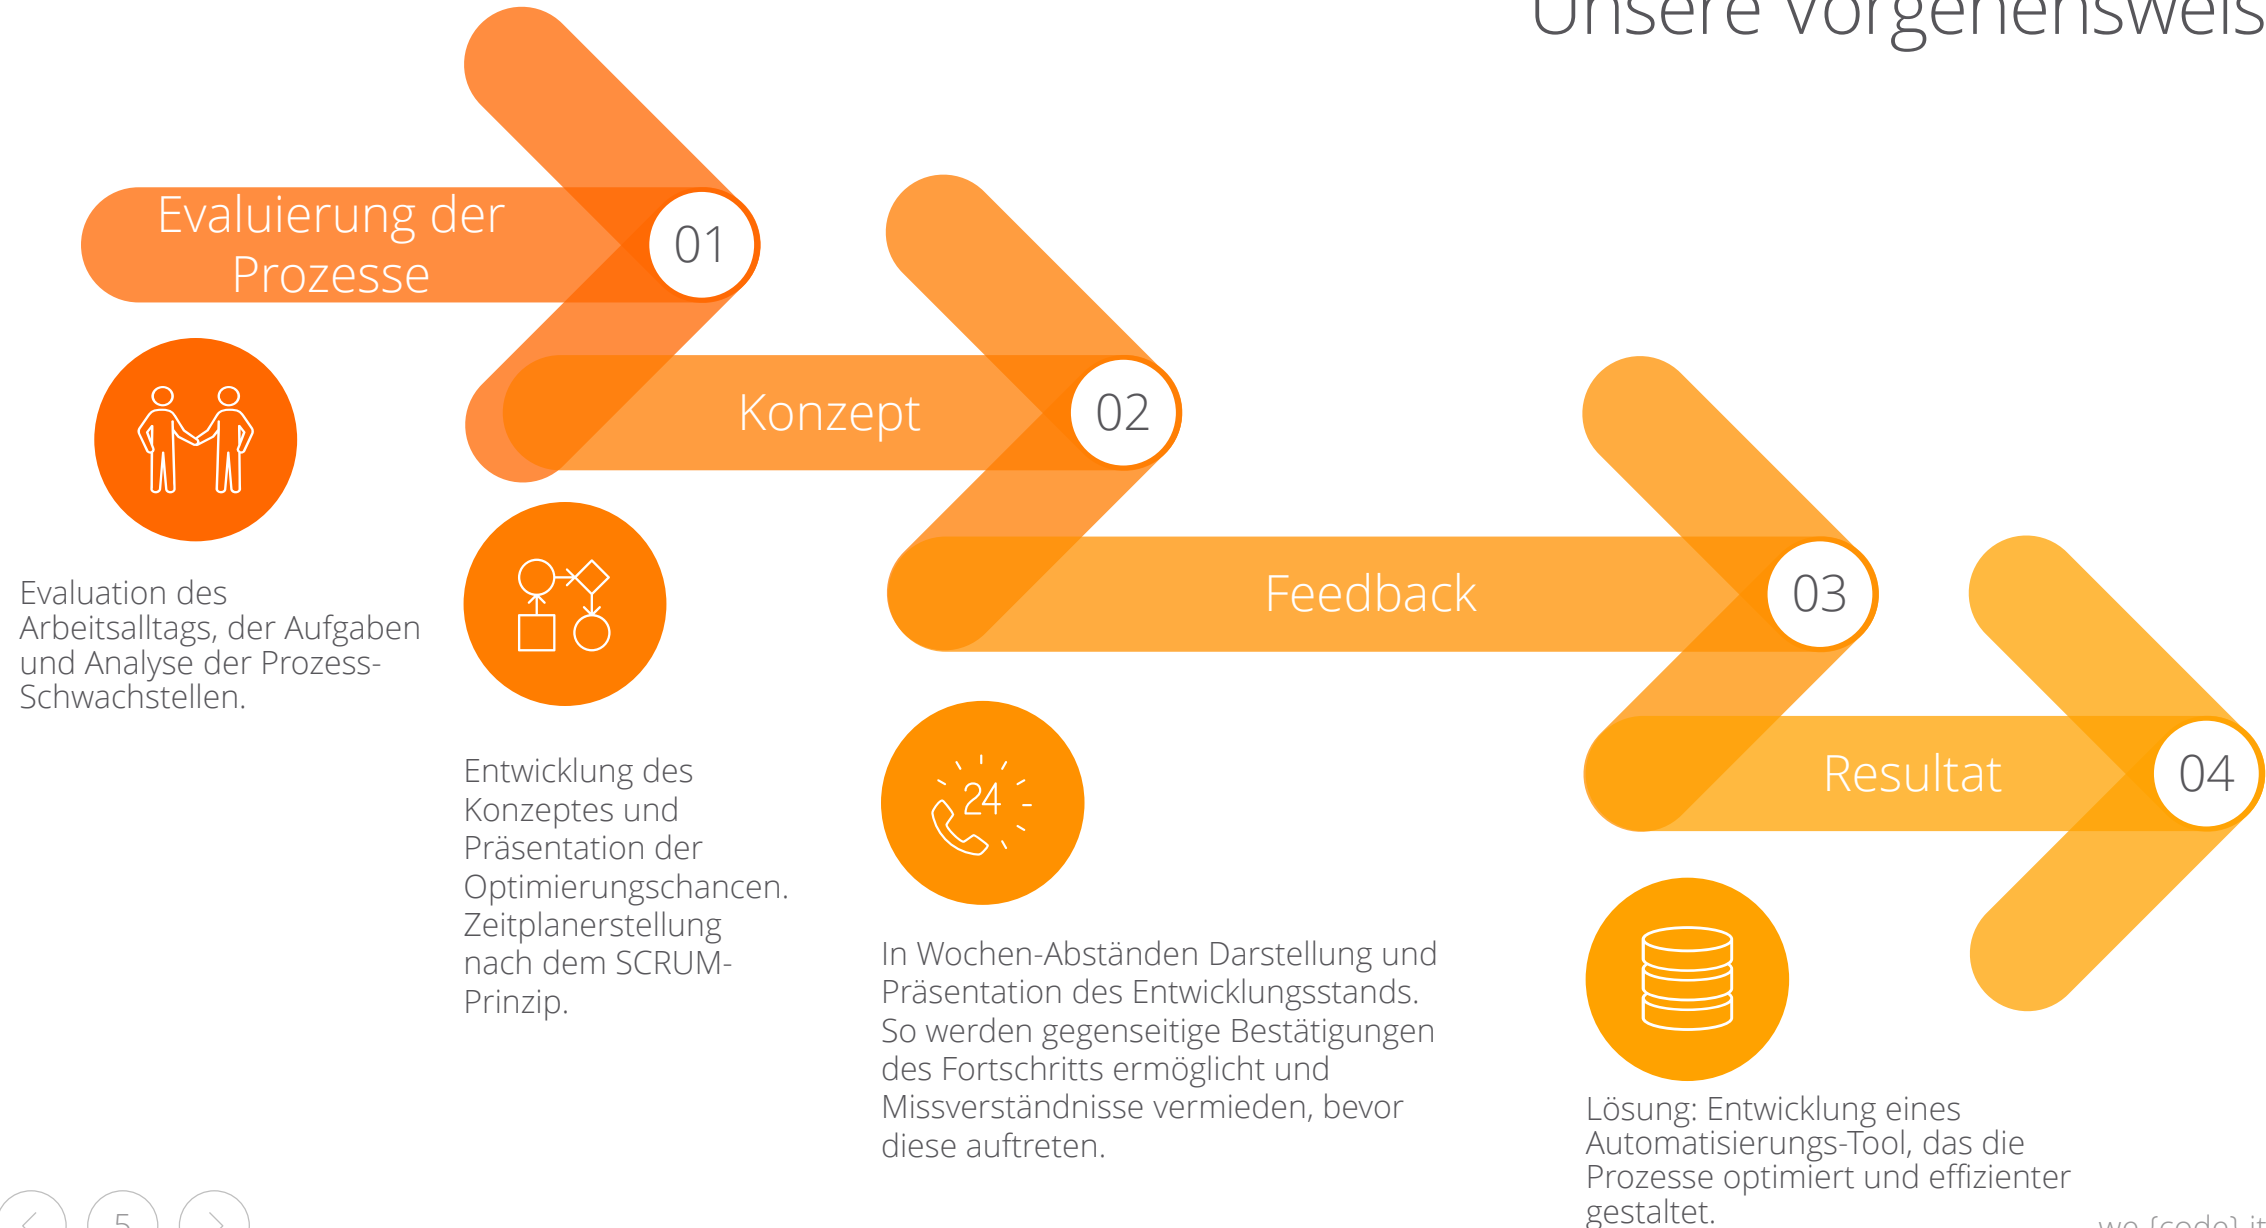 Unsere Vorgehensweis
Evaluierung der
Prozesse
01
Evaluation des
Arbeitsalltags, der Aufgaben
und Analyse der Prozess-
Schwachstellen.
Konzept
02
Entwicklung des
Konzeptes und
Präsentation der
Optimierungschancen.
Zeitplanerstellung
nach dem SCRUM-
Prinzip.
Feedback
03
24
In Wochen-Abständen Darstellung und
Präsentation des Entwicklungsstands.
So werden gegenseitige Bestätigungen
des Fortschritts ermöglicht und
Missverständnisse vermieden, bevor
diese auftreten.
Resultat
04
Lösung: Entwicklung eines
Automatisierungs-Tool, das die
Prozesse optimiert und effizienter
gestaltet.
5
we {code} it